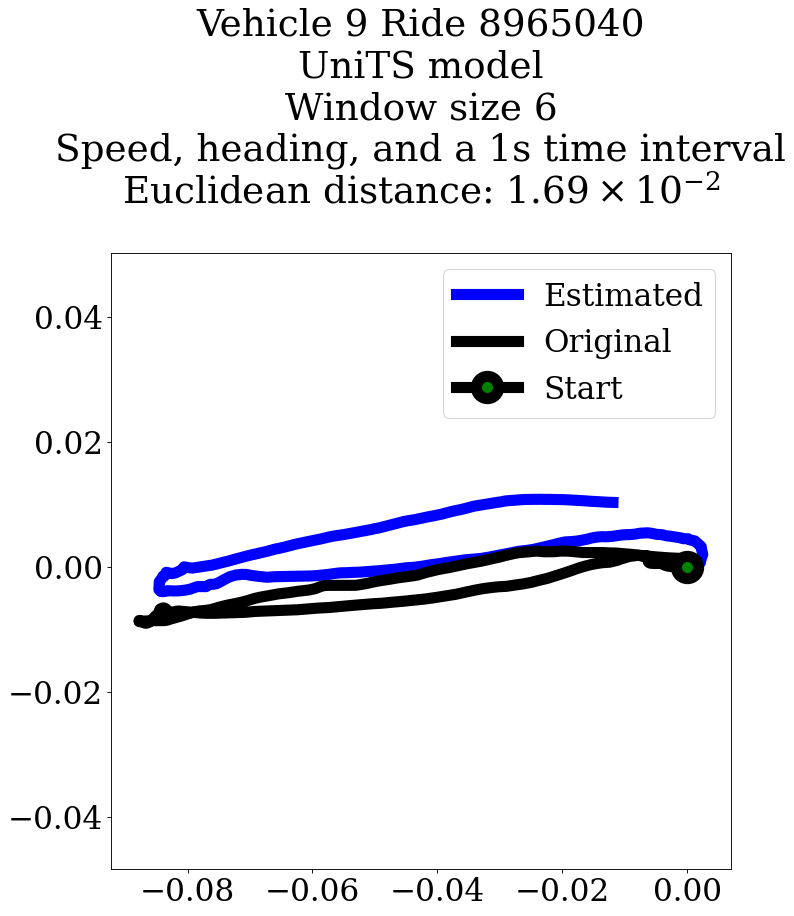 Vehicle 9 Ride 8965040
UniTS model
Window size 6
Speed, heading, and a 1s time interval
Euclidean distance: 1.69 × 10⁻²
Estimated
Original
Start
0.04
0.02
0.00
−0.02
−0.04
−0.08 −0.06 −0.04 −0.02 0.00